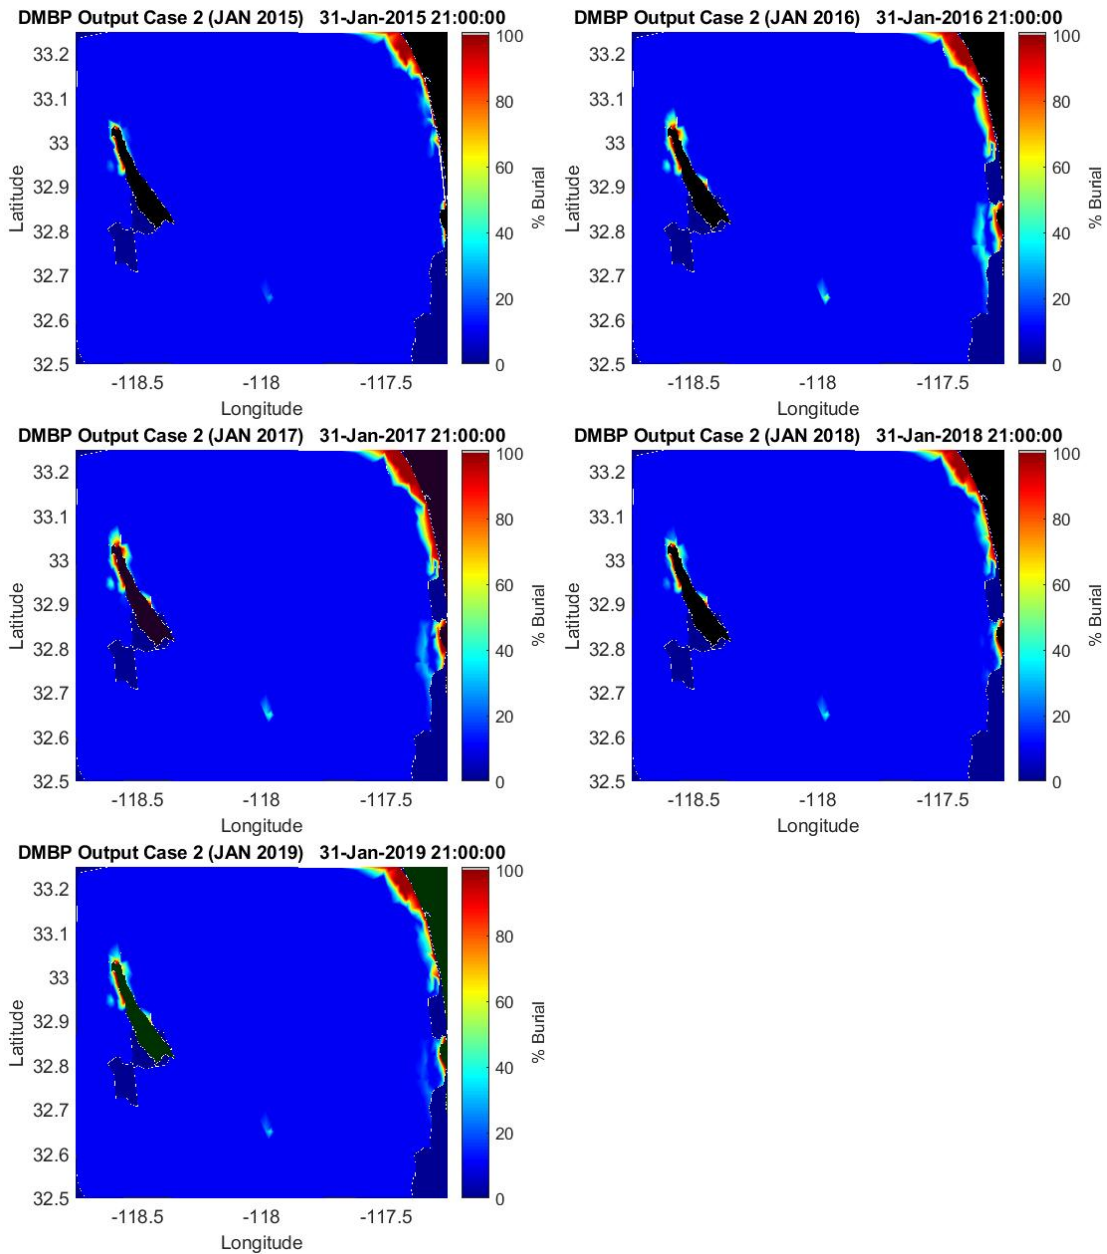 DMBP Output Case 2 (JAN 2015) 31-Jan-2015 21:00:00
33.2
33.1
33
32.9
32.8
32.7
32.6
32.5
Latitude
-118.5 -118 -117.5
Longitude
100
80
60
40
20
0
% Burial
DMBP Output Case 2 (JAN 2016) 31-Jan-2016 21:00:00
33.2
33.1
33
32.9
32.8
32.7
32.6
32.5
Latitude
-118.5 -118 -117.5
Longitude
100
80
60
40
20
0
% Burial
DMBP Output Case 2 (JAN 2017) 31-Jan-2017 21:00:00
33.2
33.1
33
32.9
32.8
32.7
32.6
32.5
Latitude
-118.5 -118 -117.5
Longitude
100
80
60
40
20
0
% Burial
DMBP Output Case 2 (JAN 2018) 31-Jan-2018 21:00:00
33.2
33.1
33
32.9
32.8
32.7
32.6
32.5
Latitude
-118.5 -118 -117.5
Longitude
100
80
60
40
20
0
% Burial
DMBP Output Case 2 (JAN 2019) 31-Jan-2019 21:00:00
33.2
33.1
33
32.9
32.8
32.7
32.6
32.5
Latitude
-118.5 -118 -117.5
Longitude
100
80
60
40
20
0
% Burial